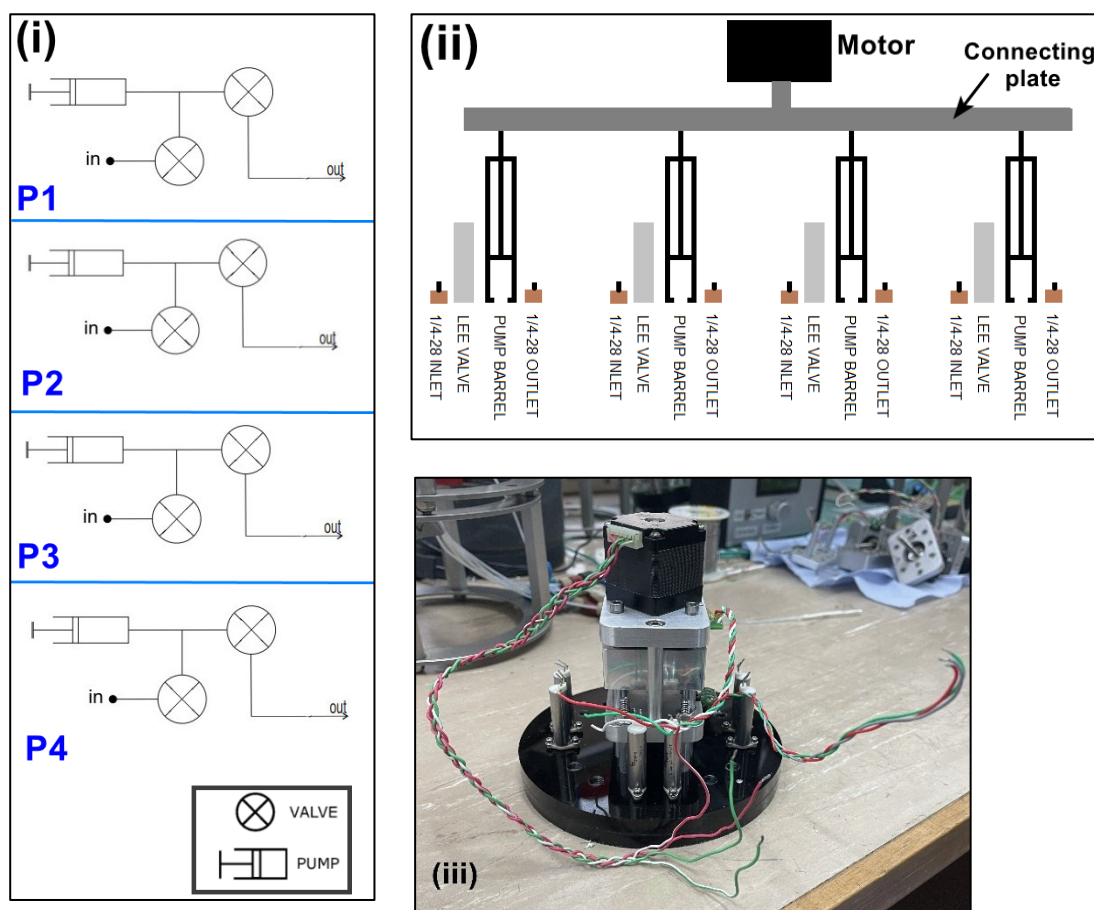 (i)
in
out
P1
in
out
P2
in
out
P3
in
out
P4
VALVE
PUMP
(ii)
Motor
Connecting
plate
1/4-28 INLET
LEE VALVE
PUMP BARREL
1/4-28 OUTLET
1/4-28 INLET
LEE VALVE
PUMP BARREL
1/4-28 OUTLET
1/4-28 INLET
LEE VALVE
PUMP BARREL
1/4-28 OUTLET
1/4-28 INLET
LEE VALVE
PUMP BARREL
1/4-28 OUTLET
(iii)